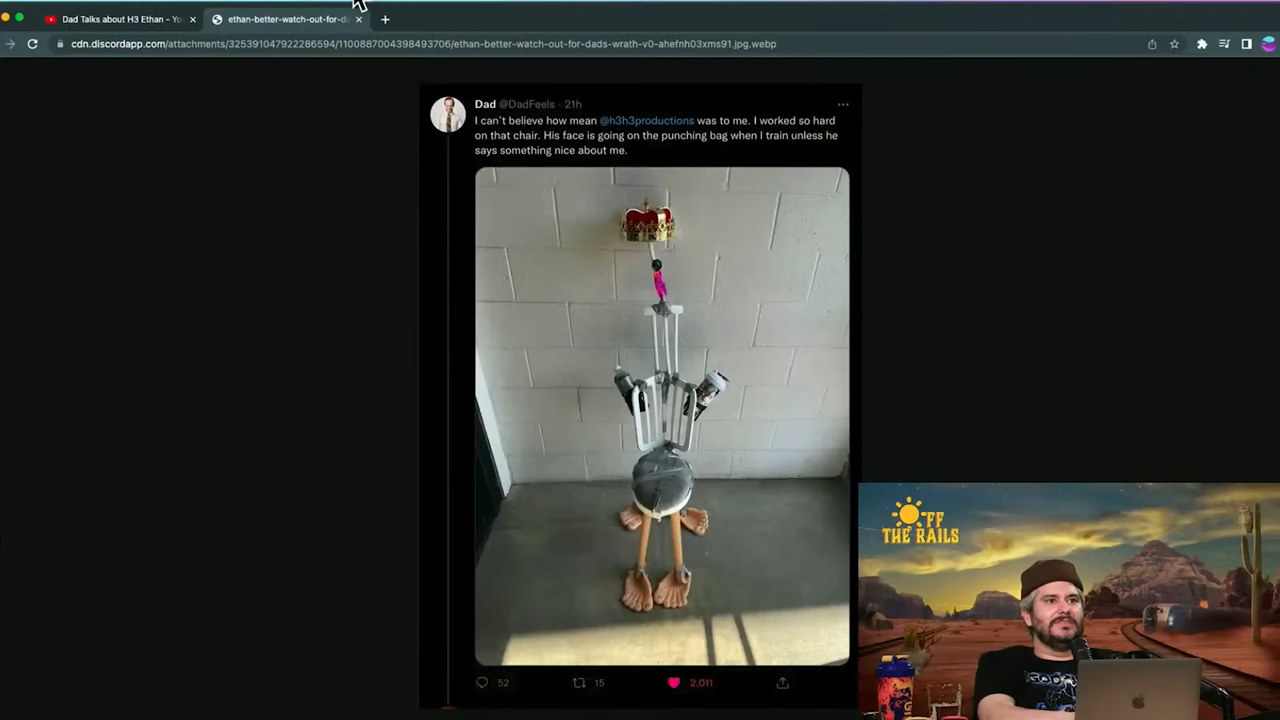 Dad Talks about H3 Ethan - Yo
ethan-better-watch-out-for-da
cdn.discordapp.com/attachments/325391047922286594/1100887004398493706/ethan-better-watch-out-for-dads-wrath-v0-ahefnh03xms91.jpg.webp
Dad @DadFeels · 21h
I can't believe how mean @h3h3productions was to me. I worked so hard
on that chair. His face is going on the punching bag when I train unless he
says something nice about me.
52
15
2,011
OFF
THE RAILS